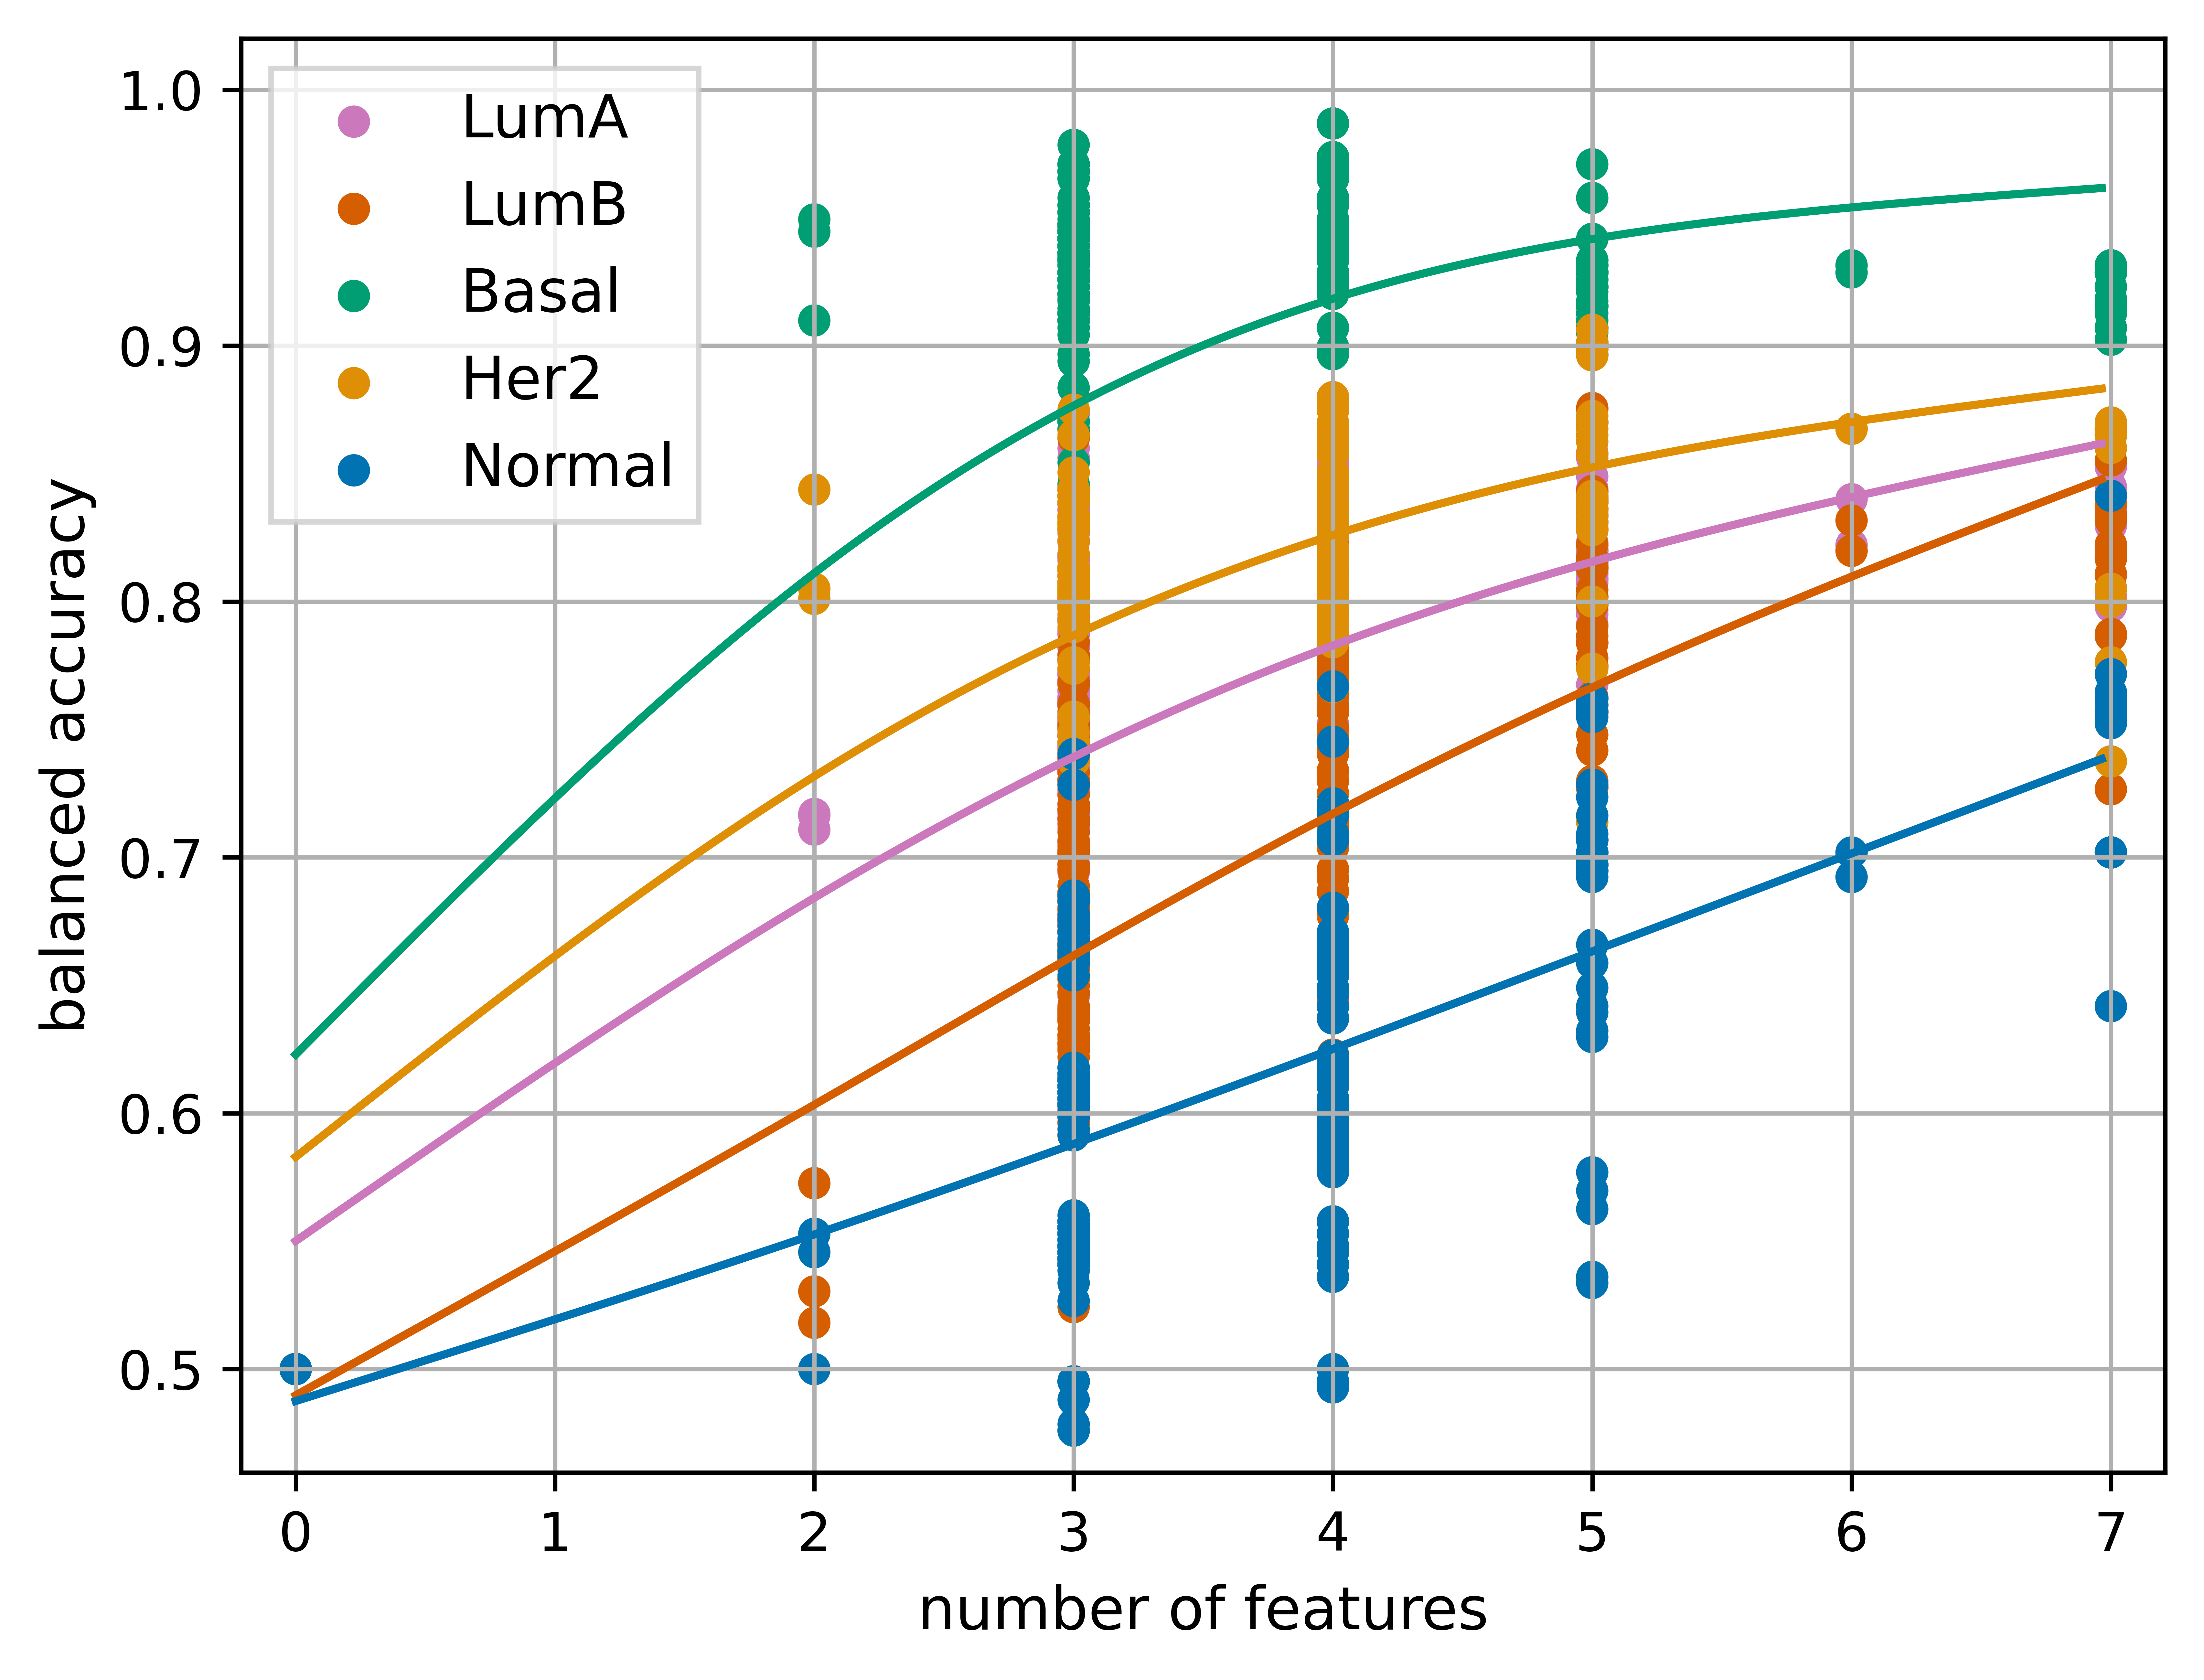 LumA
LumB
Basal
Her2
Normal
1.0
0.9
0.8
0.7
0.6
0.5
balanced accuracy
0 1 2 3 4 5 6 7
number of features